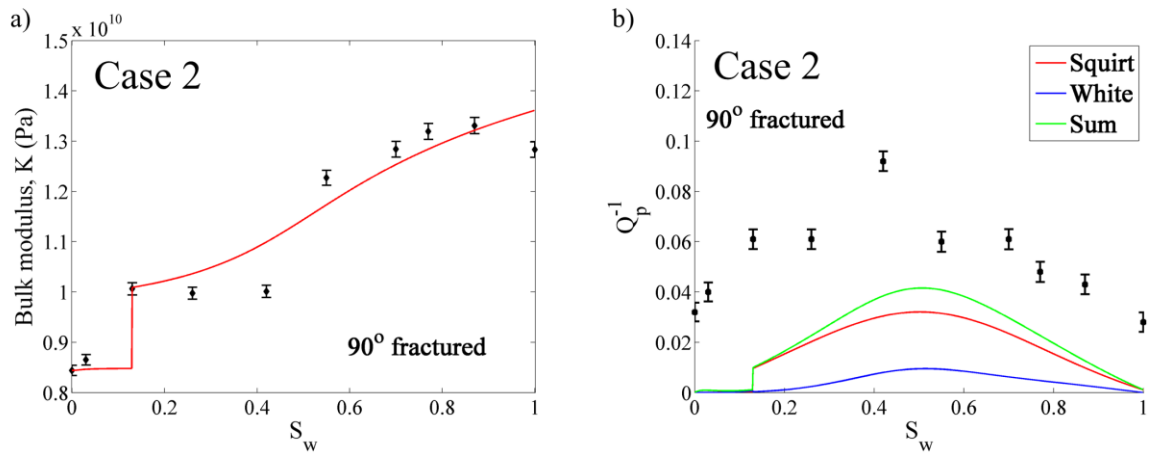 a)
x 10^10
1.5
1.4
1.3
1.2
1.1
1
0.9
0.8
Bulk modulus, K (Pa)
Case 2
90° fractured
0
0.2
0.4
0.6
0.8
1
S_w
b)
0.14
0.12
0.1
0.08
0.06
0.04
0.02
0
Q_p^-1
Case 2
90° fractured
Squirt
White
Sum
0
0.2
0.4
0.6
0.8
1
S_w